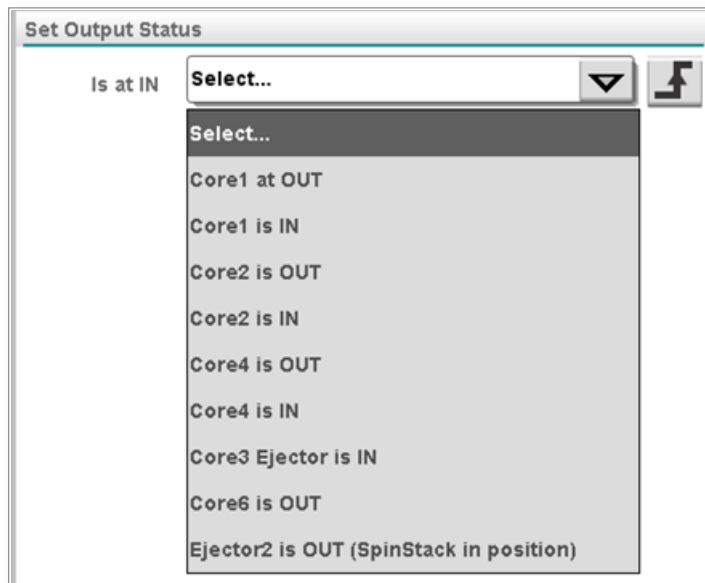 Set Output Status
Is at IN
Select...
Select...
Core1 at OUT
Core1 is IN
Core2 is OUT
Core2 is IN
Core4 is OUT
Core4 is IN
Core3 Ejector is IN
Core6 is OUT
Ejector2 is OUT (SpinStack in position)